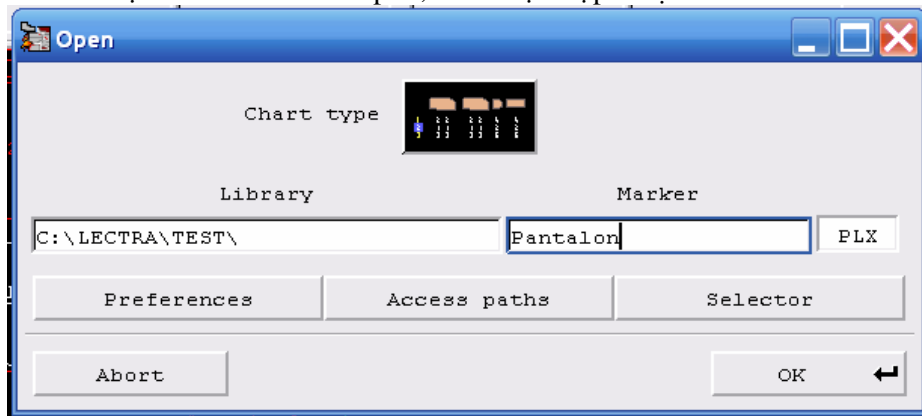 Open
Chart type
Library Marker
C:\LECTRA\TEST\ Pantalon PLX
Preferences Access paths Selector
Abort OK